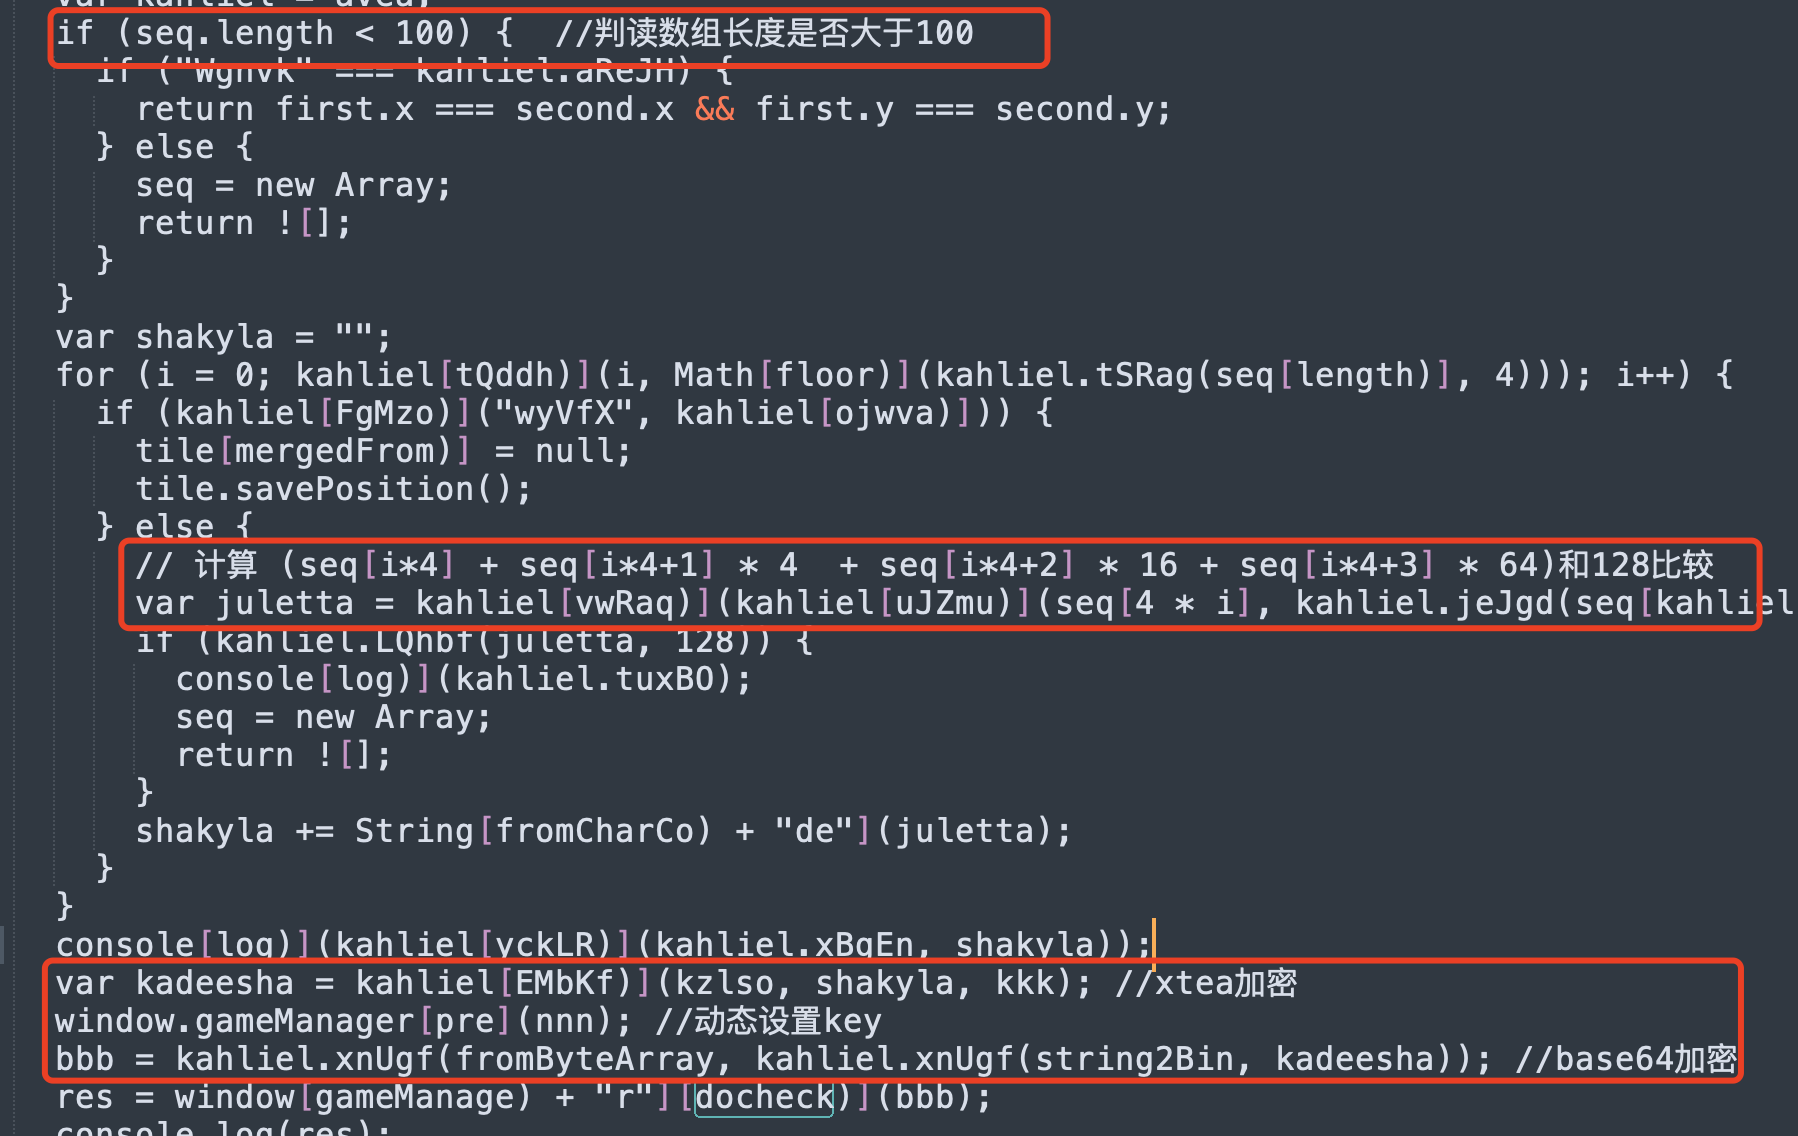 var kahliel = dvcd;
if (seq.length < 100) {  //判读数组长度是否大于100
if ("Wghvk" === kahliel.aReJH) {
return first.x === second.x && first.y === second.y;
} else {
seq = new Array;
return ![];
}
}
var shakyla = "";
for (i = 0; kahliel[tQddh)](i, Math[floor)](kahliel.tSRag(seq[length)], 4))); i++) {
if (kahliel[FgMzo)]("wyVfX", kahliel[ojwva)])) {
tile[mergedFrom)] = null;
tile.savePosition();
} else {
// 计算 (seq[i*4] + seq[i*4+1] * 4  + seq[i*4+2] * 16 + seq[i*4+3] * 64)和128比较
var juletta = kahliel[vwRaq)](kahliel[uJZmu)](seq[4 * i], kahliel.jeJgd(seq[kahliel
if (kahliel.LQhbf(juletta, 128)) {
console[log)](kahliel.tuxBO);
seq = new Array;
return ![];
}
shakyla += String[fromCharCo) + "de"](juletta);
}
}
console[log)](kahliel[yckLR)](kahliel.xBgEn, shakyla));
var kadeesha = kahliel[EMbKf)](kzlso, shakyla, kkk); //xtea加密
window.gameManager[pre](nnn); //动态设置key
bbb = kahliel.xnUgf(fromByteArray, kahliel.xnUgf(string2Bin, kadeesha)); //base64加密
res = window[gameManage) + "r"][docheck)](bbb);
console.log(res);